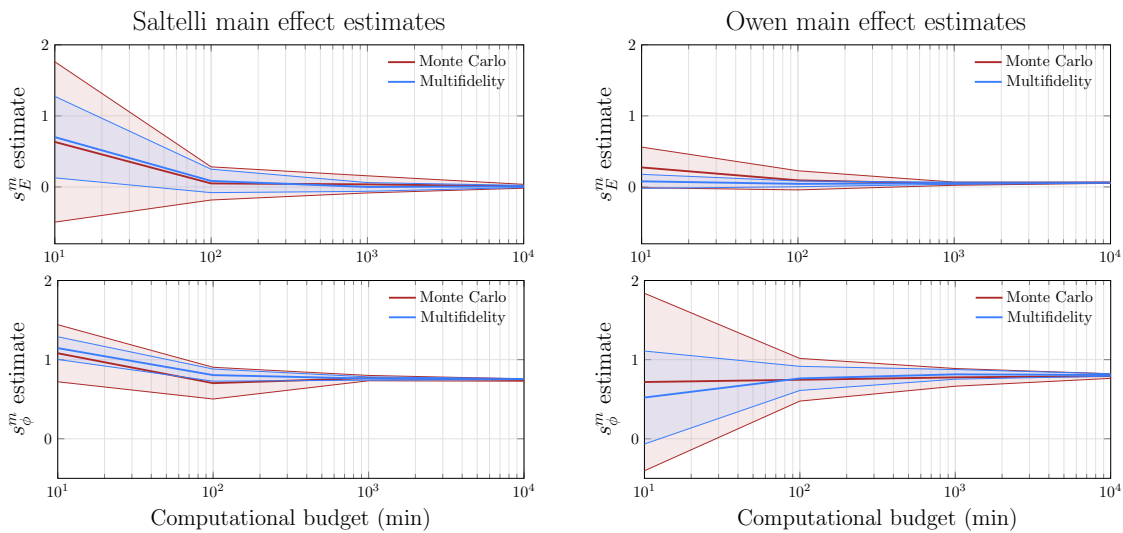 Saltelli main effect estimates
Owen main effect estimates
2
1
0
s_E^m estimate
Monte Carlo
Multifidelity
10^1
10^2
10^3
10^4
2
1
0
s_E^m estimate
Monte Carlo
Multifidelity
10^1
10^2
10^3
10^4
2
1
0
s_ϕ^m estimate
Monte Carlo
Multifidelity
10^1
10^2
10^3
10^4
Computational budget (min)
2
1
0
s_ϕ^m estimate
Monte Carlo
Multifidelity
10^1
10^2
10^3
10^4
Computational budget (min)